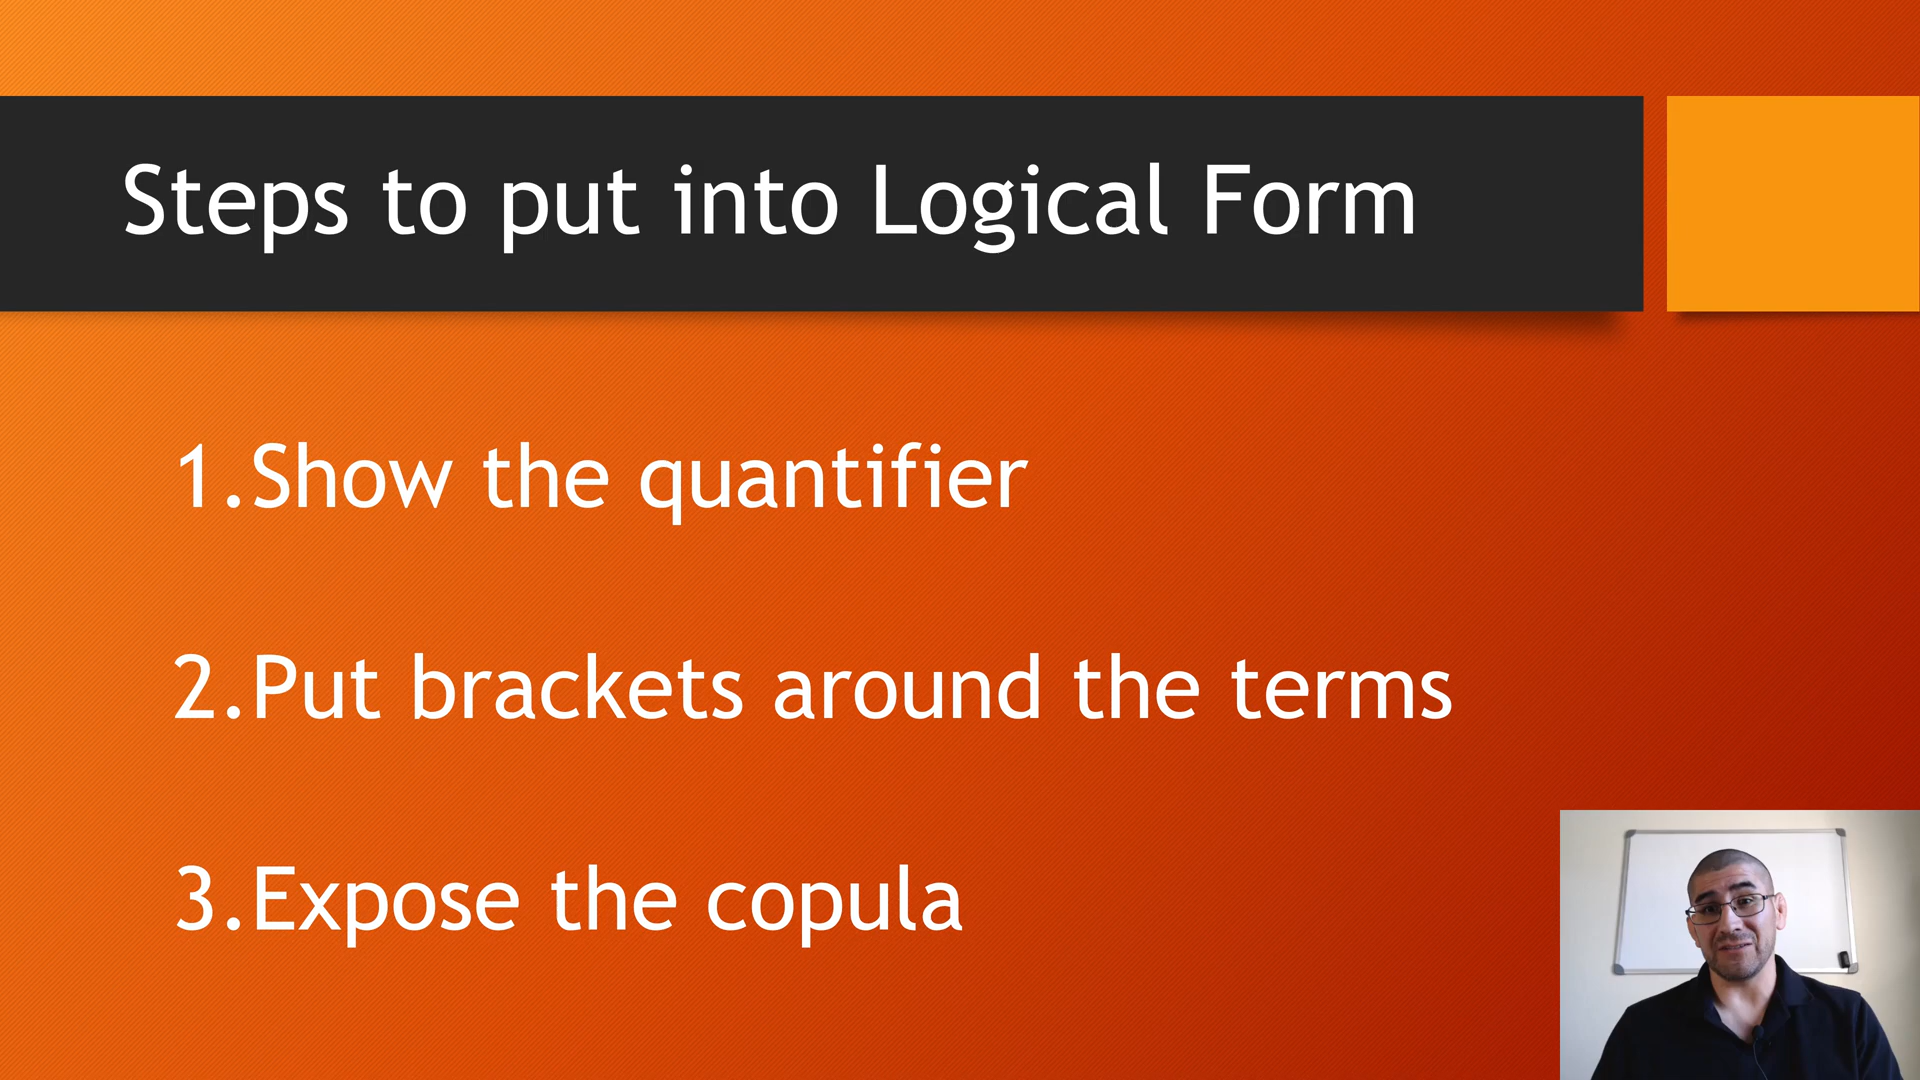 Steps to put into Logical Form
1.Show the quantifier
2.Put brackets around the terms
3.Expose the copula